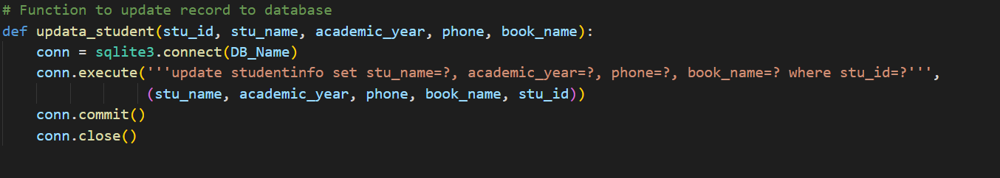 # Function to update record to database
def updata_student(stu_id, stu_name, academic_year, phone, book_name):
    conn = sqlite3.connect(DB_Name)
    conn.execute('''update studentinfo set stu_name=?, academic_year=?, phone=?, book_name=? where stu_id=?''',
                 (stu_name, academic_year, phone, book_name, stu_id))
    conn.commit()
    conn.close()